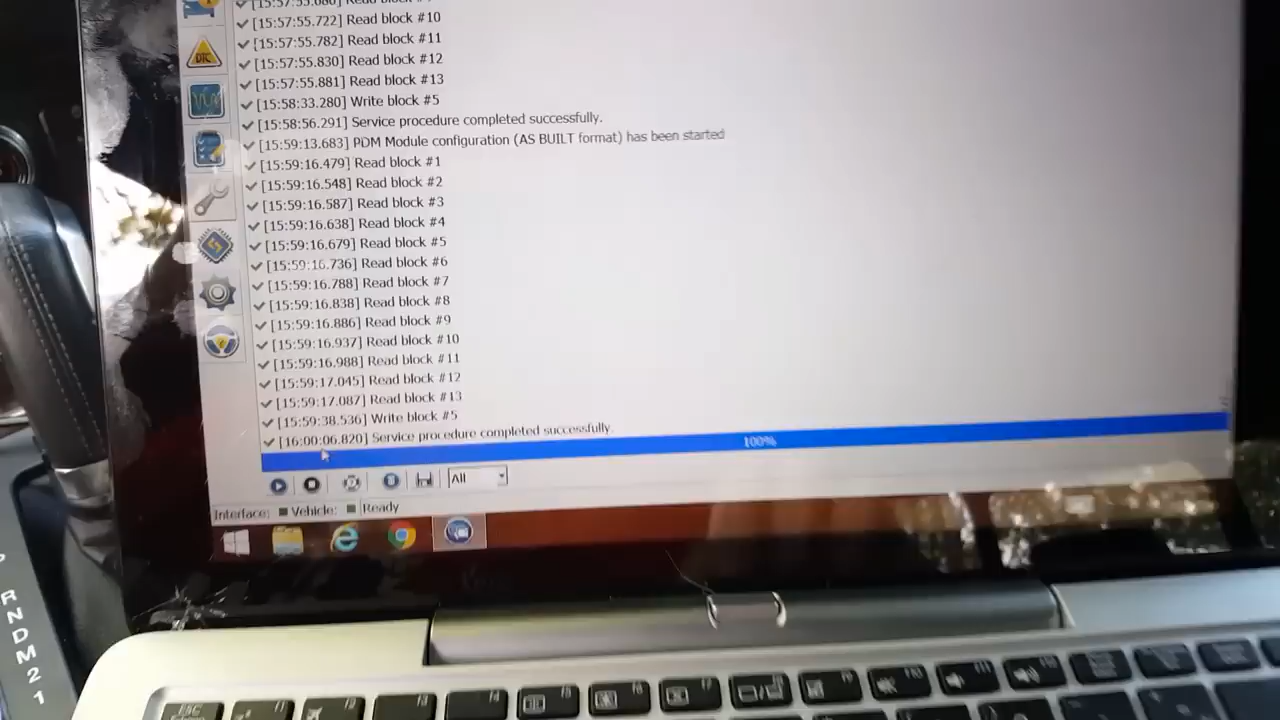 [15:57:55.722] Read block #10
[15:57:55.782] Read block #11
[15:57:55.830] Read block #12
[15:57:55.881] Read block #13
[15:58:33.280] Write block #5
[15:58:56.291] Service procedure completed successfully.
[15:59:13.683] PDM Module configuration (AS BUILT format) has been started
[15:59:16.479] Read block #1
[15:59:16.548] Read block #2
[15:59:16.587] Read block #3
[15:59:16.638] Read block #4
[15:59:16.679] Read block #5
[15:59:16.736] Read block #6
[15:59:16.788] Read block #7
[15:59:16.838] Read block #8
[15:59:16.886] Read block #9
[15:59:16.937] Read block #10
[15:59:16.988] Read block #11
[15:59:17.045] Read block #12
[15:59:17.087] Read block #13
[15:59:38.536] Write block #5
[16:00:06.820] Service procedure completed successfully.
100%
All
Interface: Vehicle: Ready
DTC
R N D M 2 1
ESC